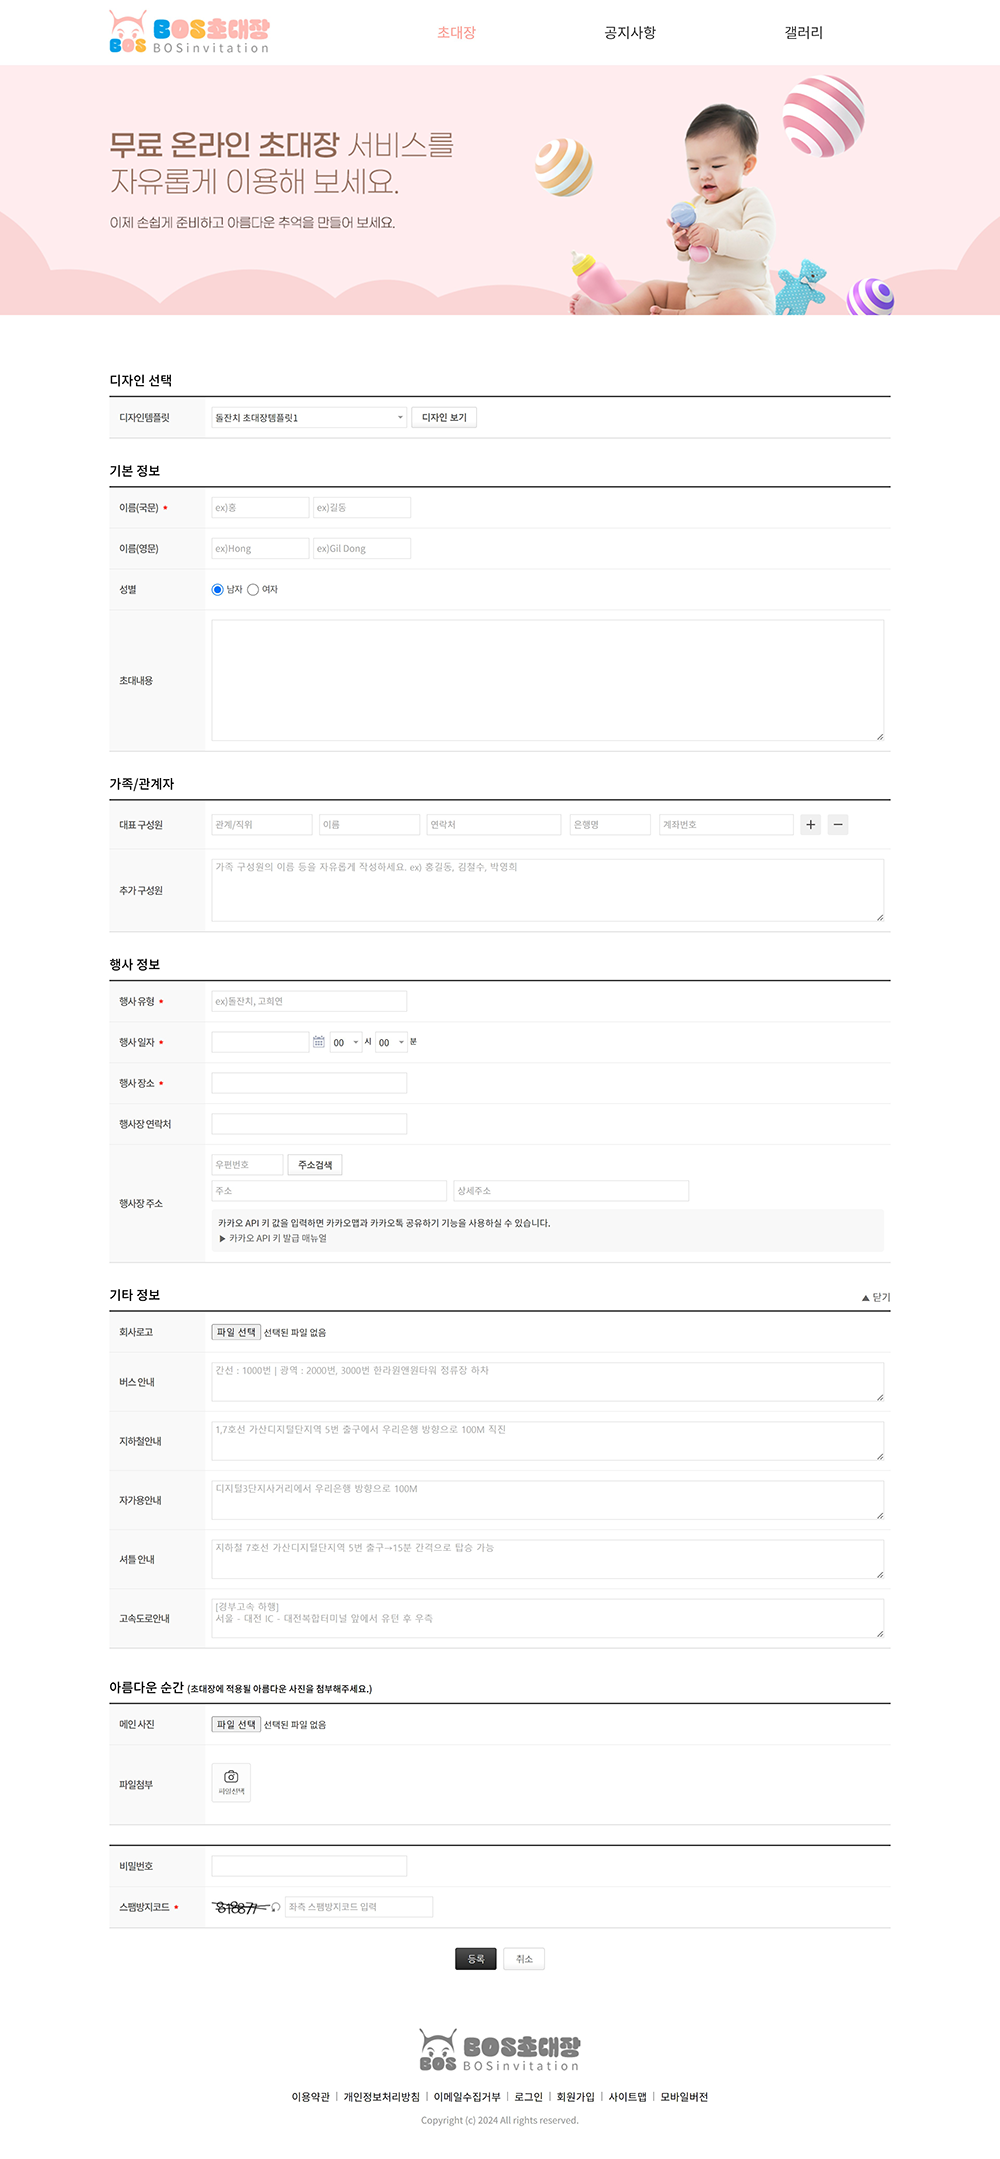 BOS BOS초대장
BOSinvitation
초대장 공지사항 갤러리
무료 온라인 초대장 서비스를
자유롭게 이용해 보세요.
이제 손쉽게 준비하고 아름다운 추억을 만들어 보세요.
디자인 선택
디자인템플릿 돌잔치 초대장템플릿1 디자인 보기
기본 정보
이름(국문) * ex)홍 ex)길동
이름(영문) ex)Hong ex)Gil Dong
성별 남자 여자
초대내용
가족/관계자
대표 구성원 관계/직위 이름 연락처 은행명 계좌번호 + −
추가 구성원 가족 구성원의 이름 등을 자유롭게 작성하세요. ex) 홍길동, 김철수, 박영희
행사 정보
행사 유형 * ex)돌잔치, 고희연
행사 일자 * 00 시 00 분
행사 장소 *
행사장 연락처
우편번호 주소검색
행사장 주소 주소 상세주소
카카오 API 키 값을 입력하면 카카오맵과 카카오톡 공유하기 기능을 사용하실 수 있습니다.
▶ 카카오 API 키 발급 매뉴얼
기타 정보 ▲ 닫기
회사로고 파일 선택 선택된 파일 없음
버스 안내 간선 : 1000번 | 광역 : 2000번, 3000번 한라원앤원타워 정류장 하차
지하철안내 1,7호선 가산디지털단지역 5번 출구에서 우리은행 방향으로 100M 직진
자가용안내 디지털3단지사거리에서 우리은행 방향으로 100M
셔틀 안내 지하철 7호선 가산디지털단지역 5번 출구→15분 간격으로 탑승 가능
고속도로안내 [경부고속 하행]
서울 - 대전 IC - 대전복합터미널 앞에서 유턴 후 우측
아름다운 순간 (초대장에 적용될 아름다운 사진을 첨부해주세요.)
메인 사진 파일 선택 선택된 파일 없음
파일첨부 파일선택
비밀번호
스팸방지코드 * 좌측 스팸방지코드 입력
등록 취소
BOS BOS초대장
BOSinvitation
이용약관 | 개인정보처리방침 | 이메일수집거부 | 로그인 | 회원가입 | 사이트맵 | 모바일버전
Copyright (c) 2024 All rights reserved.